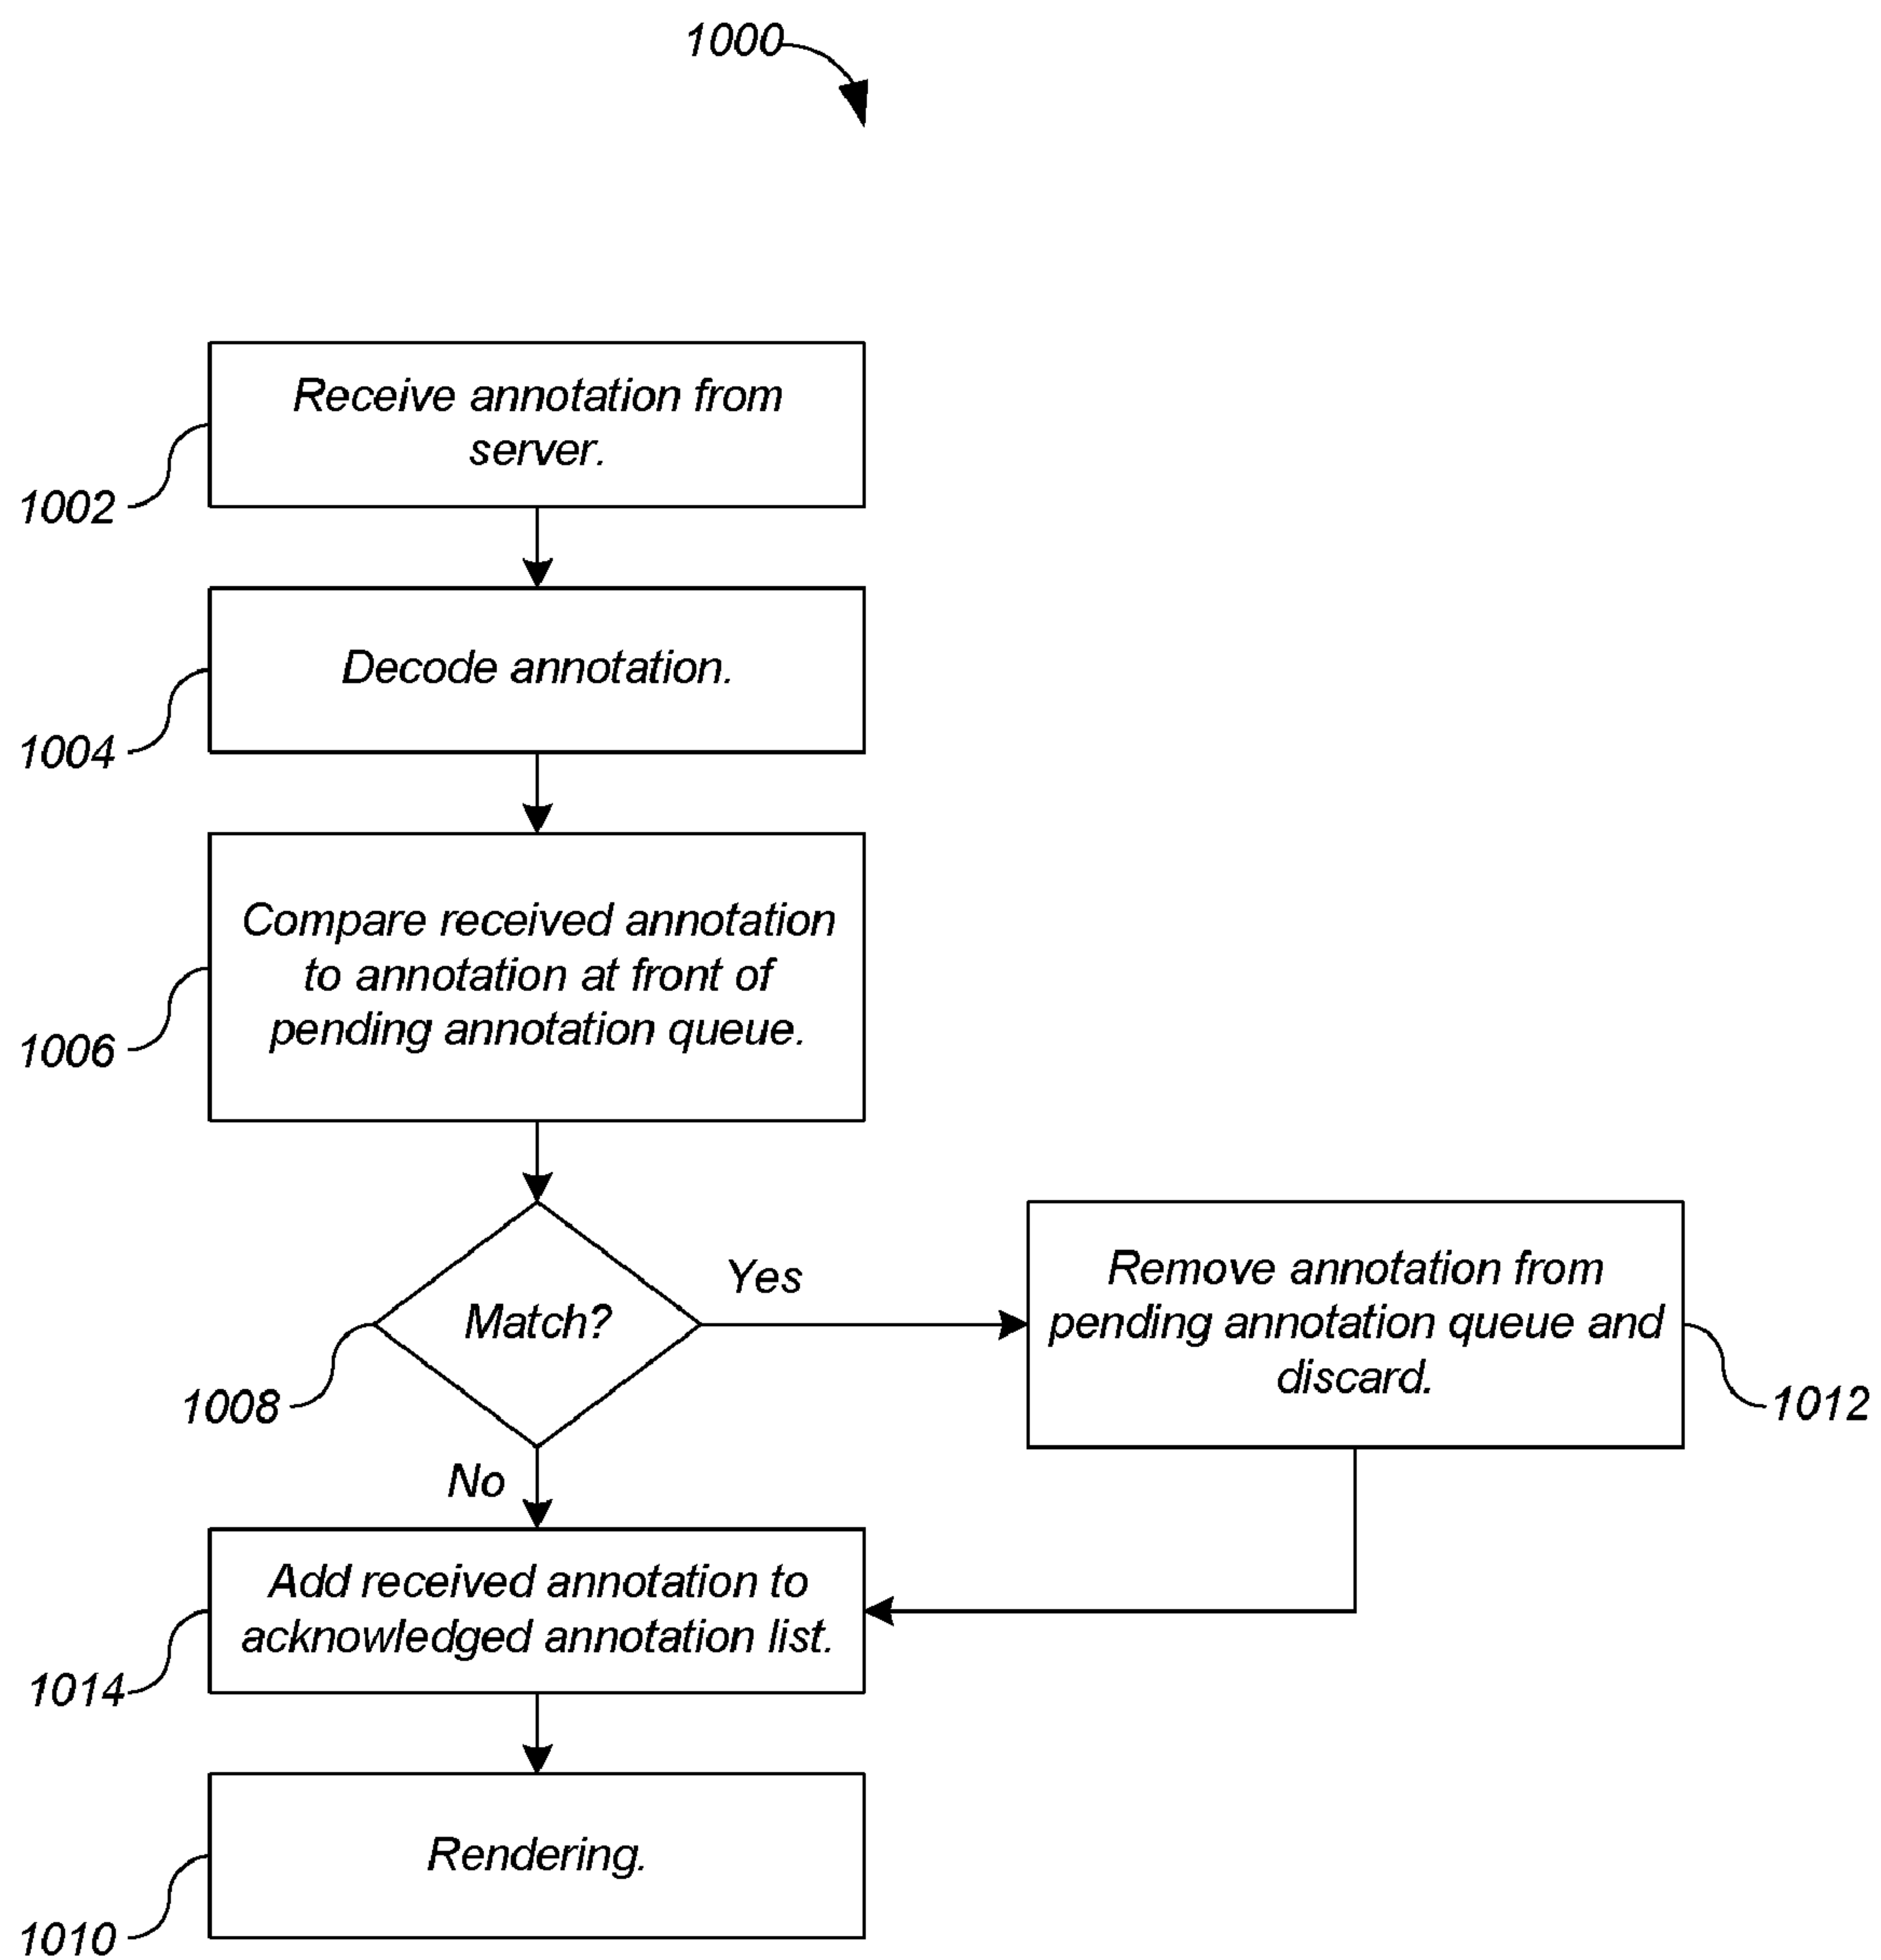 1000
Receive annotation from
server.
1002
Decode annotation.
1004
Compare received annotation
to annotation at front of
pending annotation queue.
1006
Match?
1008
Yes
Remove annotation from
pending annotation queue and
discard.
1012
No
Add received annotation to
acknowledged annotation list.
1014
Rendering.
1010